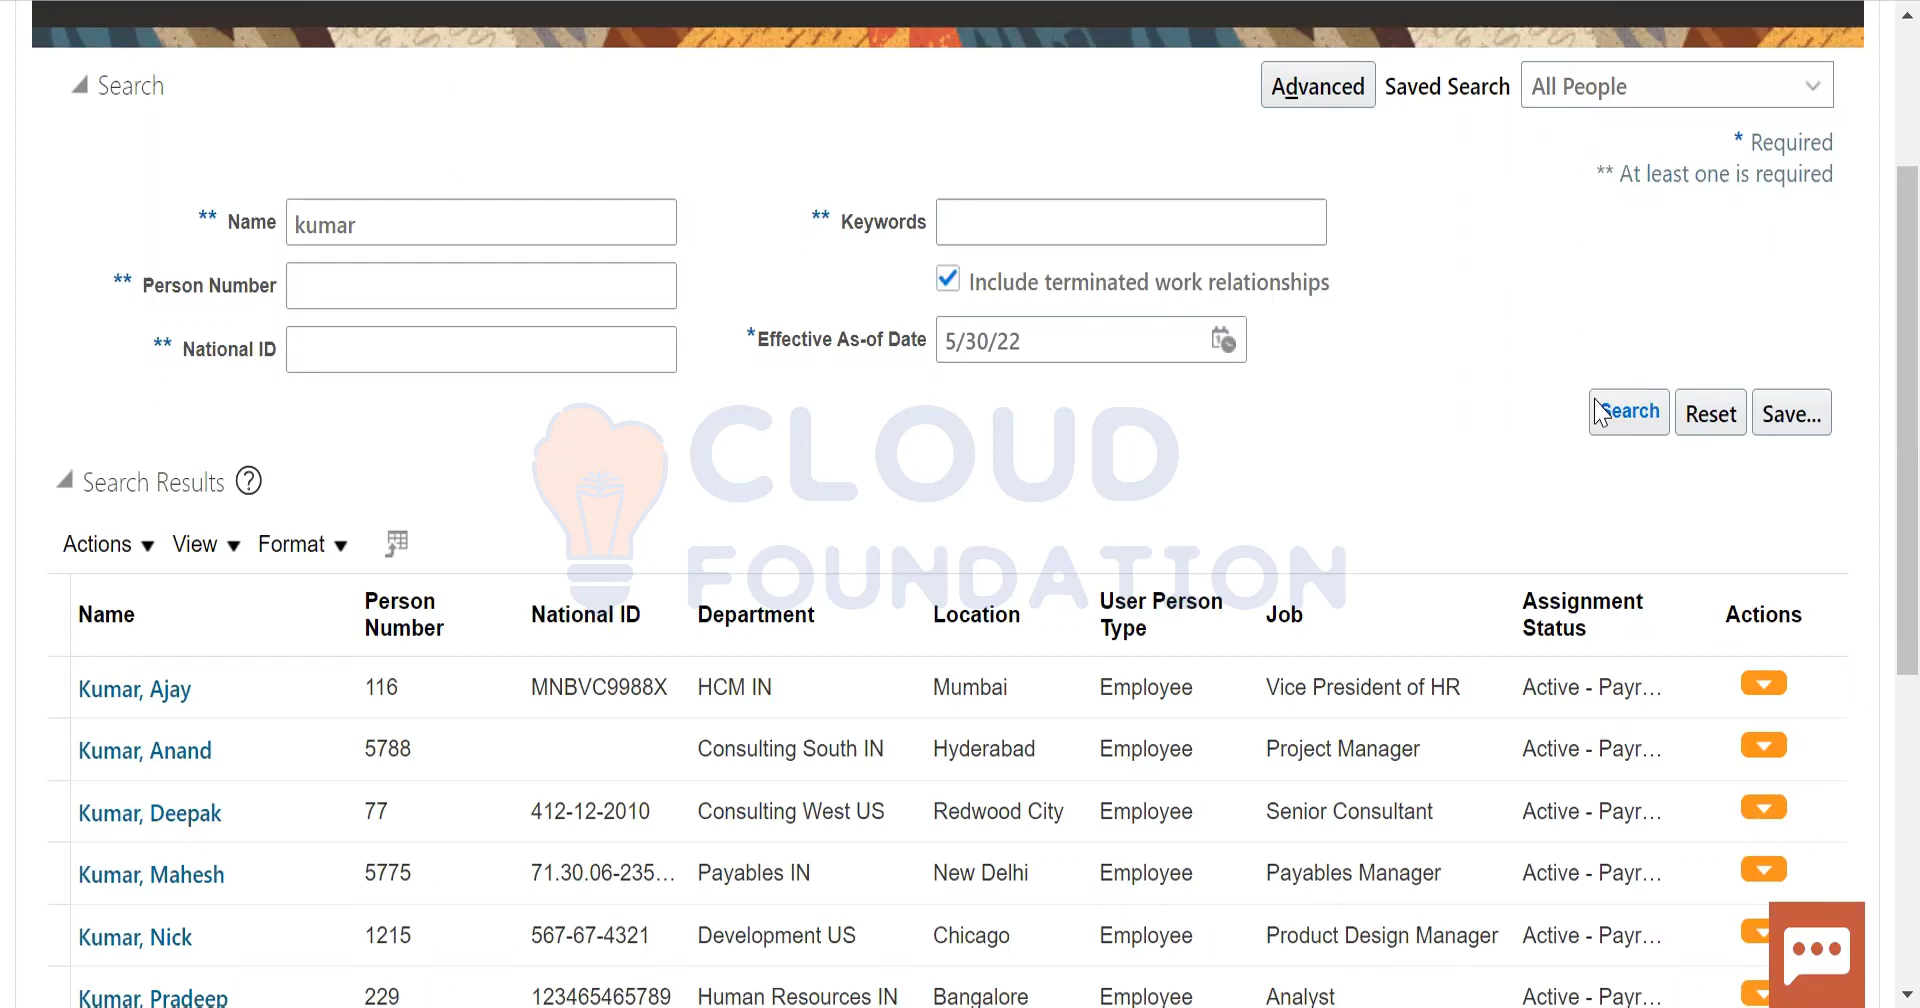 Search
Advanced Saved Search All People
* Required
** At least one is required
** Name kumar ** Keywords
** Person Number Include terminated work relationships
** National ID *Effective As-of Date 5/30/22
Search Reset Save...
CLOUD
FOUNDATION
Search Results ?
Actions View Format
Name Person Number National ID Department Location User Person Type Job Assignment Status Actions
Kumar, Ajay 116 MNBVC9988X HCM IN Mumbai Employee Vice President of HR Active - Payr...
Kumar, Anand 5788 Consulting South IN Hyderabad Employee Project Manager Active - Payr...
Kumar, Deepak 77 412-12-2010 Consulting West US Redwood City Employee Senior Consultant Active - Payr...
Kumar, Mahesh 5775 71.30.06-235... Payables IN New Delhi Employee Payables Manager Active - Payr...
Kumar, Nick 1215 567-67-4321 Development US Chicago Employee Product Design Manager Active - Payr...
Kumar, Pradeep 229 123465465789 Human Resources IN Bangalore Employee Analyst Active - Payr...